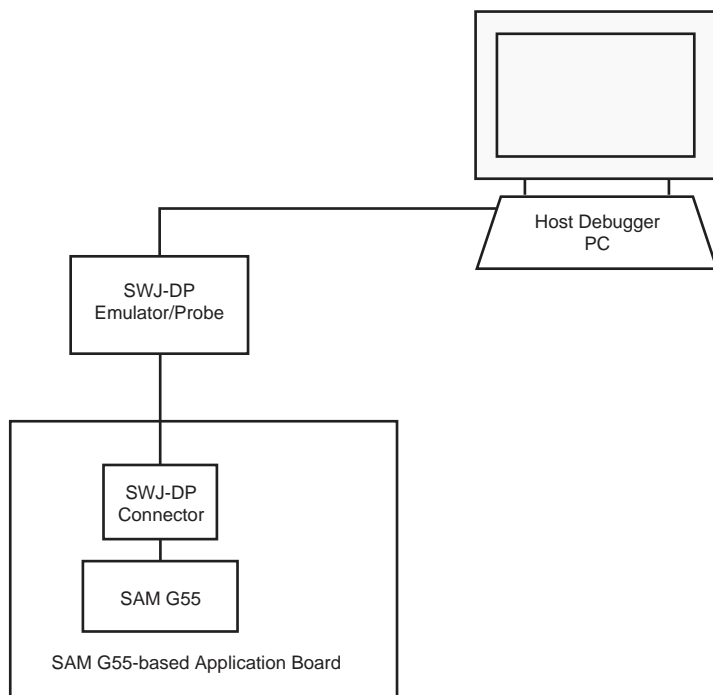 Host Debugger
PC
SWJ-DP
Emulator/Probe
SWJ-DP
Connector
SAM G55
SAM G55-based Application Board